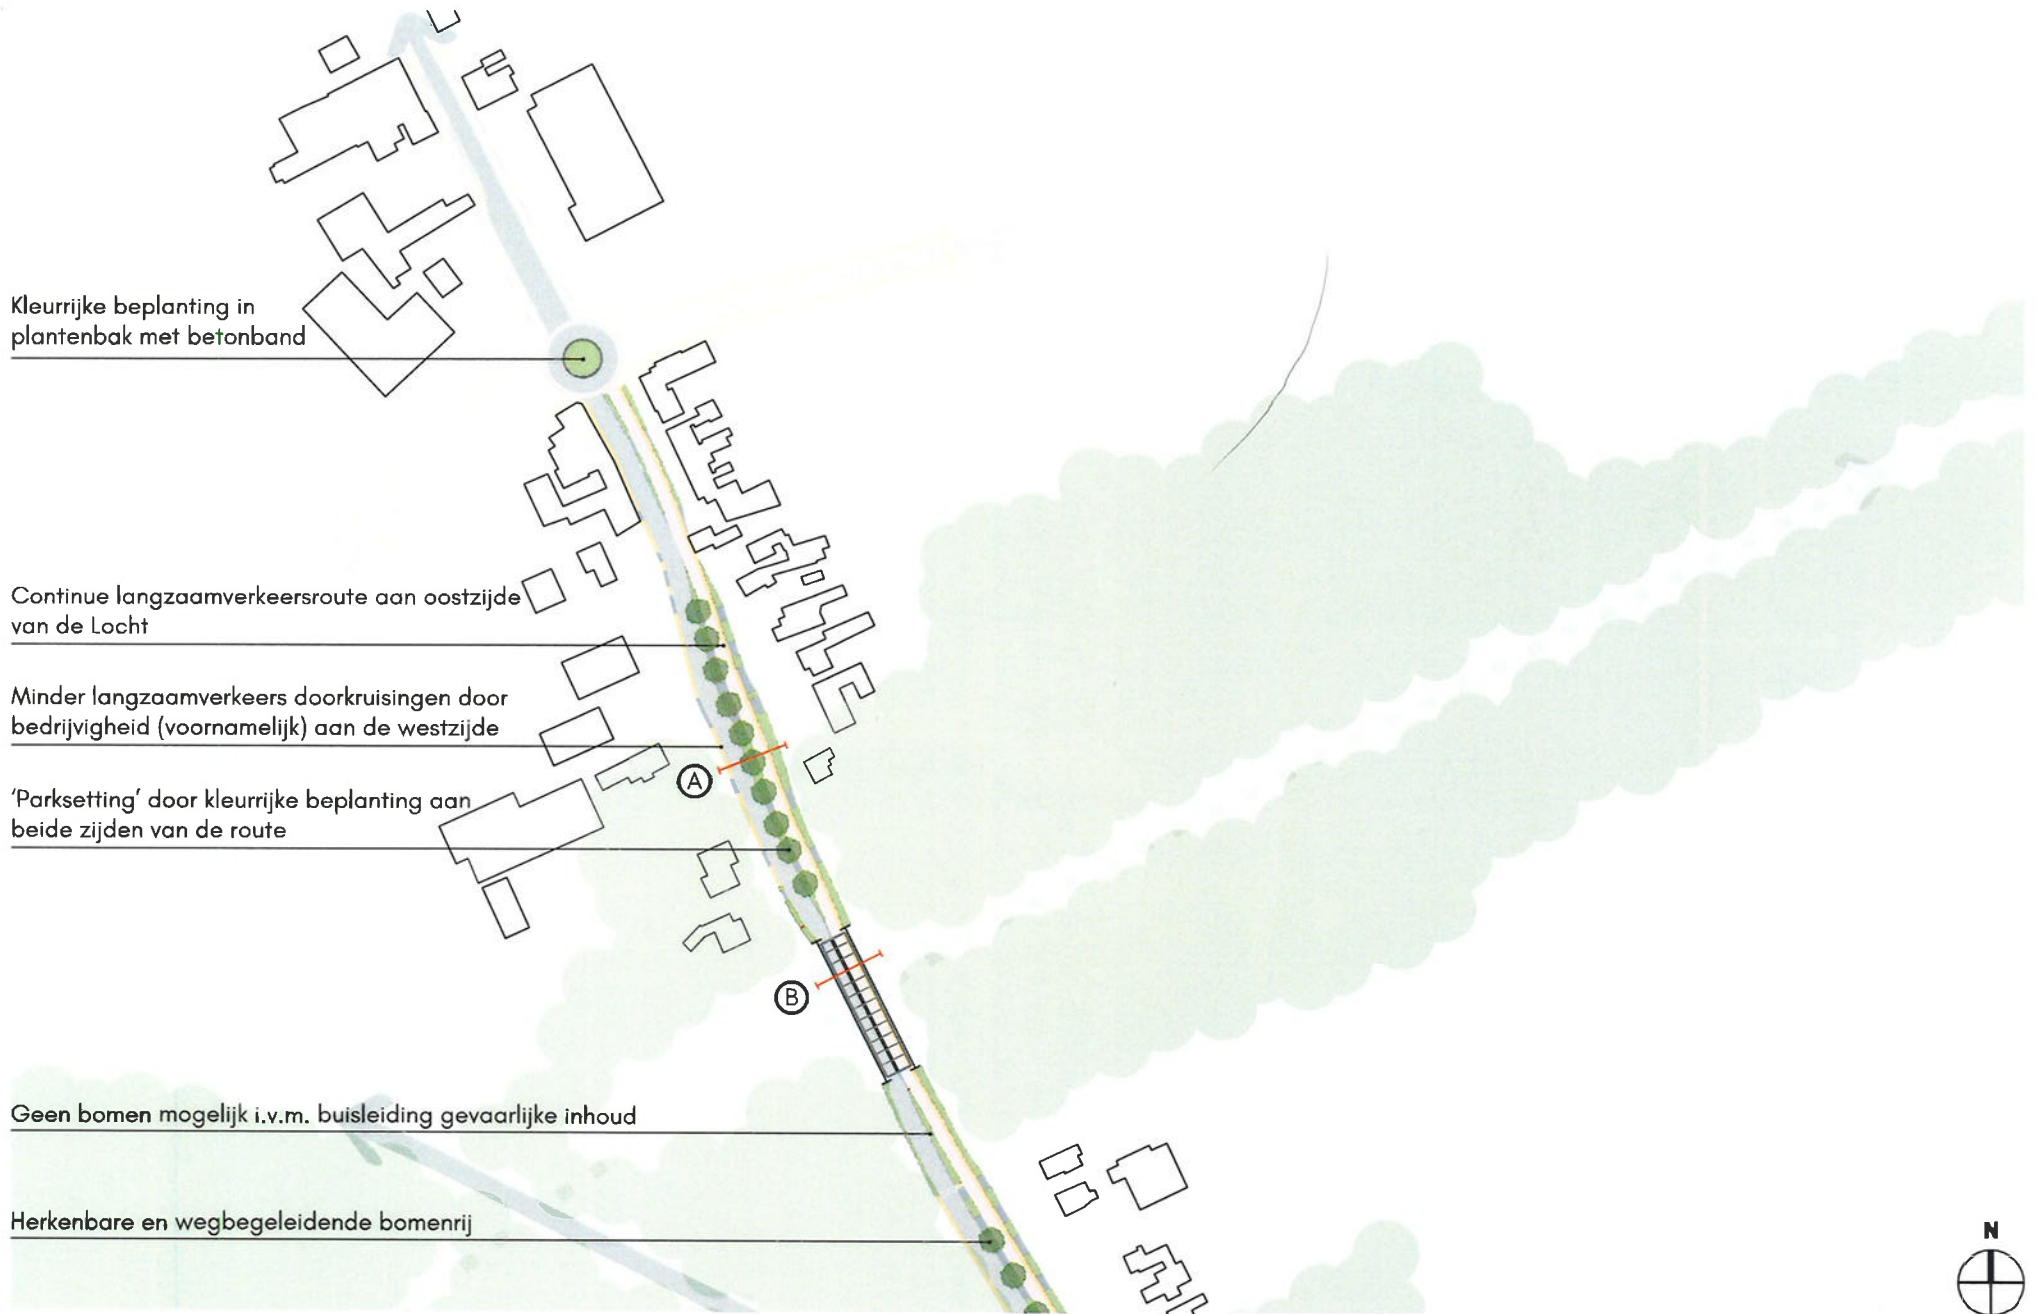 Kleurrijke beplanting in
plantenbak met betonband
Continue langzaamverkeersroute aan oostzijde
van de Locht
Minder langzaamverkeers doorkruisingen door
bedrijvigheid (voornamelijk) aan de westzijde
A
'Parksetting' door kleurrijke beplanting aan
beide zijden van de route
B
Geen bomen mogelijk i.v.m. buisleiding gevaarlijke inhoud
Herkenbare en wegbegeleidende bomenrij
N